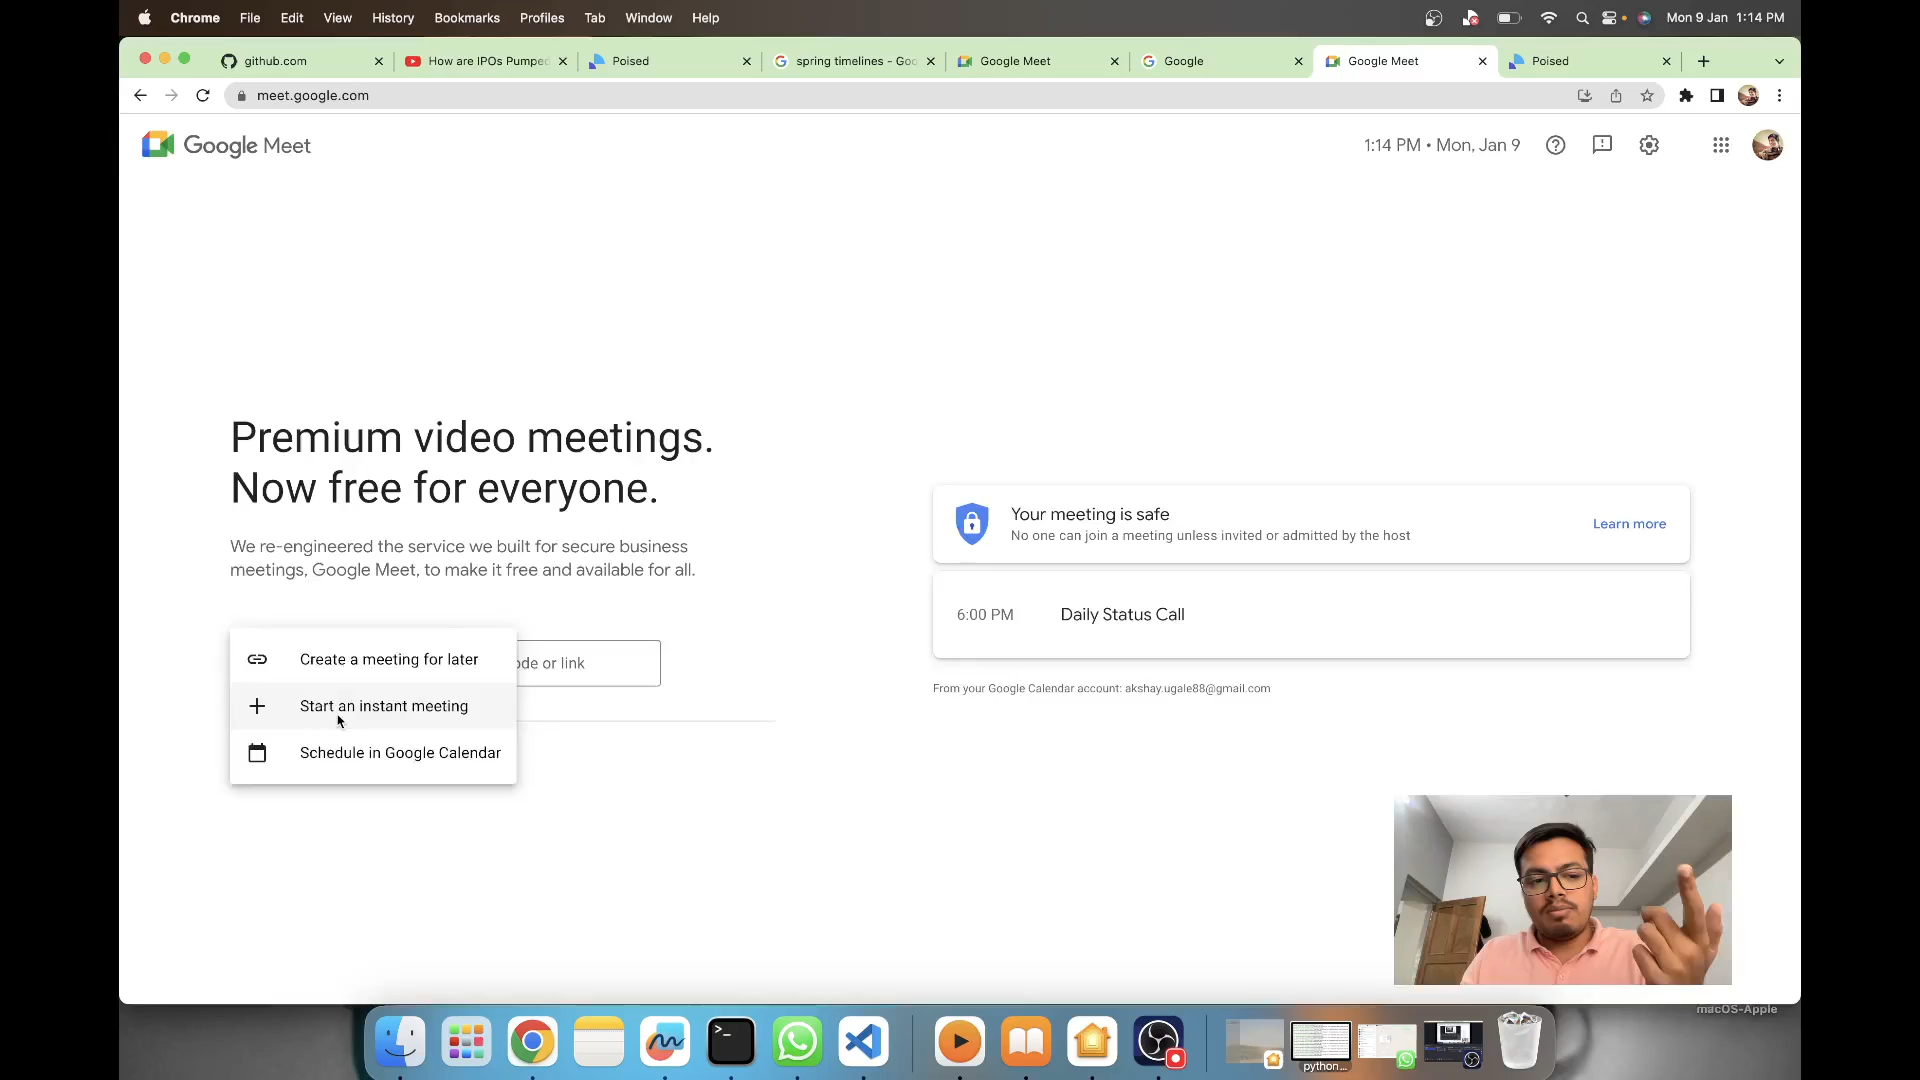 Chrome File Edit View History Bookmarks Profiles Tab Window Help
Mon 9 Jan 1:14 PM
github.com
How are IPOs Pumped
Poised
spring timelines - Goo
Google Meet
Google
Google Meet
Poised
meet.google.com
Google Meet
1:14 PM • Mon, Jan 9
Premium video meetings.
Now free for everyone.
We re-engineered the service we built for secure business
meetings, Google Meet, to make it free and available for all.
Create a meeting for later
ode or link
Start an instant meeting
Schedule in Google Calendar
Your meeting is safe
No one can join a meeting unless invited or admitted by the host
Learn more
6:00 PM Daily Status Call
From your Google Calendar account: akshay.ugale88@gmail.com
macOS-Apple
python...